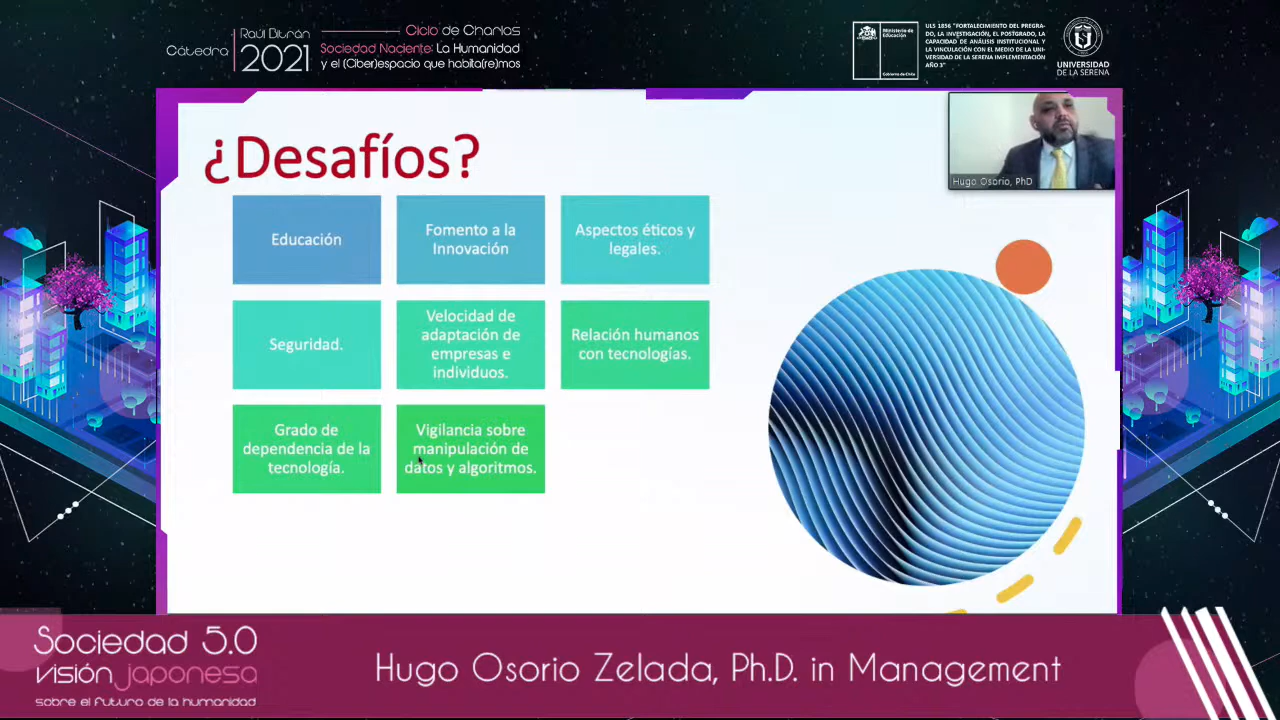 Cátedra
Raúl Bitrán
2021
Ciclo de Charlas
Sociedad Naciente: La Humanidad
y el (Ciber)espacio que habita(re)mos
Ministerio de
Educación
Gobierno de Chile
ULS 1856 "FORTALECIMIENTO DEL PREGRA-
DO, LA INVESTIGACIÓN, EL POSTGRADO, LA
CAPACIDAD DE ANÁLISIS INSTITUCIONAL Y
LA VINCULACIÓN CON EL MEDIO DE LA UNI-
VERSIDAD DE LA SERENA IMPLEMENTACIÓN
AÑO 3"
UNIVERSIDAD
DE LA SERENA
¿Desafíos?
Hugo Osorio, PhD
Educación
Fomento a la
Innovación
Aspectos éticos y
legales.
Seguridad.
Velocidad de
adaptación de
empresas e
individuos.
Relación humanos
con tecnologías.
Grado de
dependencia de la
tecnología.
Vigilancia sobre
manipulación de
datos y algoritmos.
Sociedad 5.0
visión japonesa
sobre el futuro de la humanidad
Hugo Osorio Zelada, Ph.D. in Management